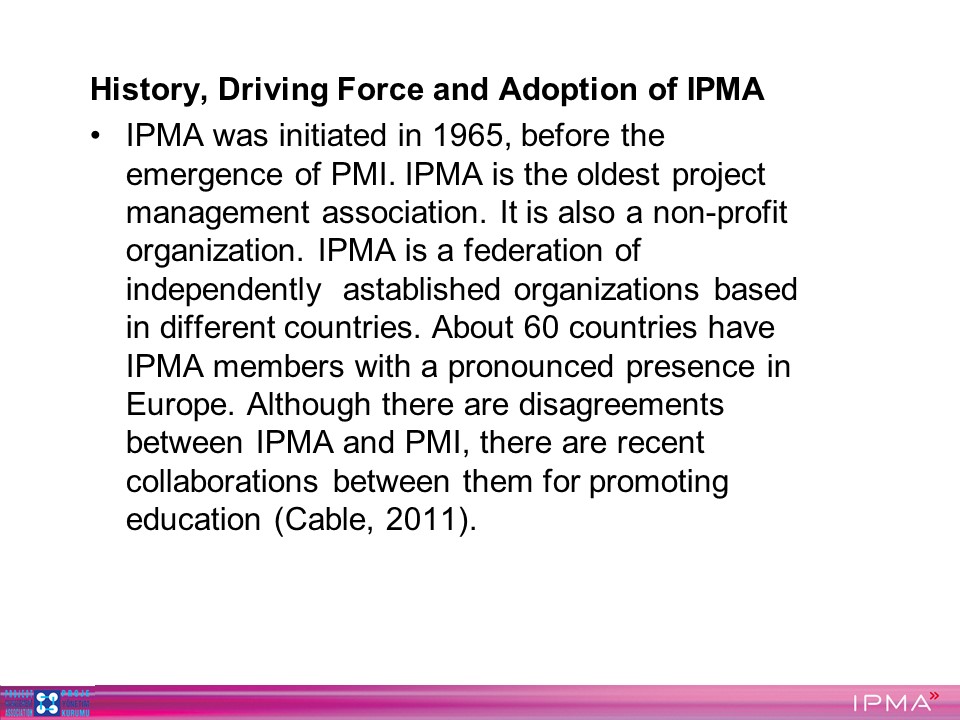 History, Driving Force and Adoption of IPMA
• IPMA was initiated in 1965, before the
emergence of PMI. IPMA is the oldest project
management association. It is also a non-profit
organization. IPMA is a federation of
independently astablished organizations based
in different countries. About 60 countries have
IPMA members with a pronounced presence in
Europe. Although there are disagreements
between IPMA and PMI, there are recent
collaborations between them for promoting
education (Cable, 2011).
PROJECT
ASSOCIATION
KURUMU
IPMA